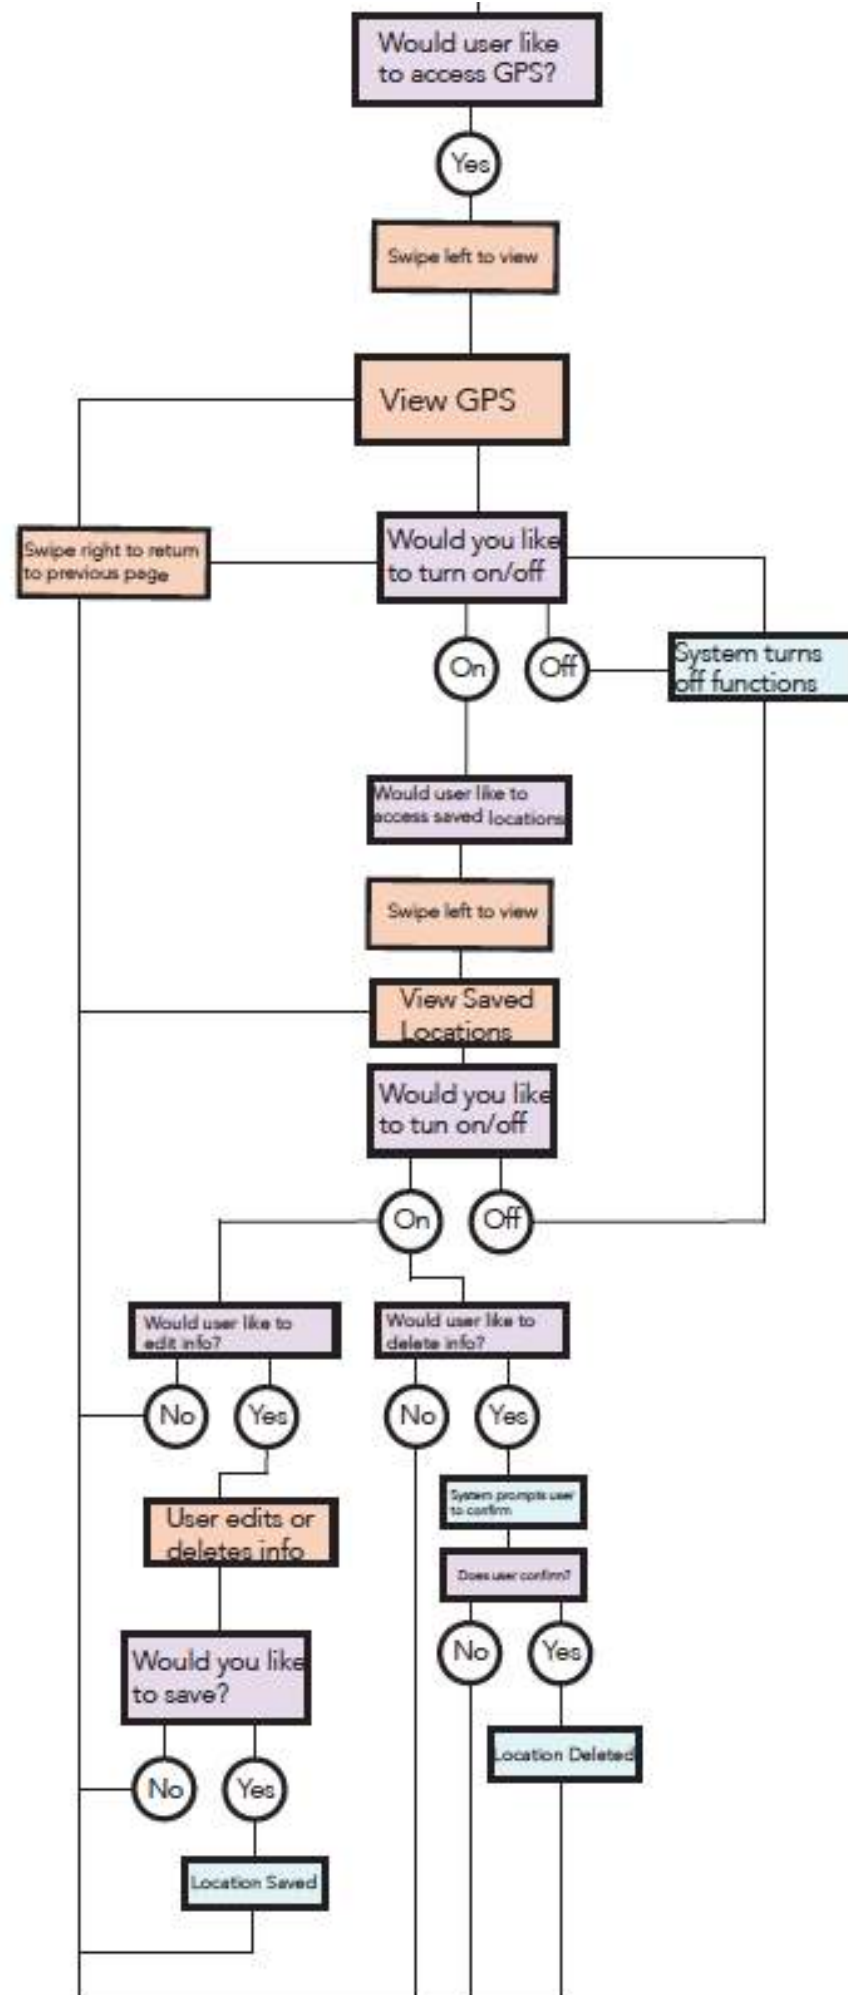 Would user like
to access GPS?
Yes
Swipe left to view
View GPS
Swipe right to return
to previous page
Would you like
to turn on/off
On
Off
System turns
off functions
Would user like to
access saved locations
Swipe left to view
View Saved
Locations
Would you like
to tun on/off
On
Off
Would user like to
edit info?
Would user like to
delete info?
No
Yes
No
Yes
System prompts user
to confirm
User edits or
deletes info
Does user confirm?
No
Yes
Would you like
to save?
Location Deleted
No
Yes
Location Saved